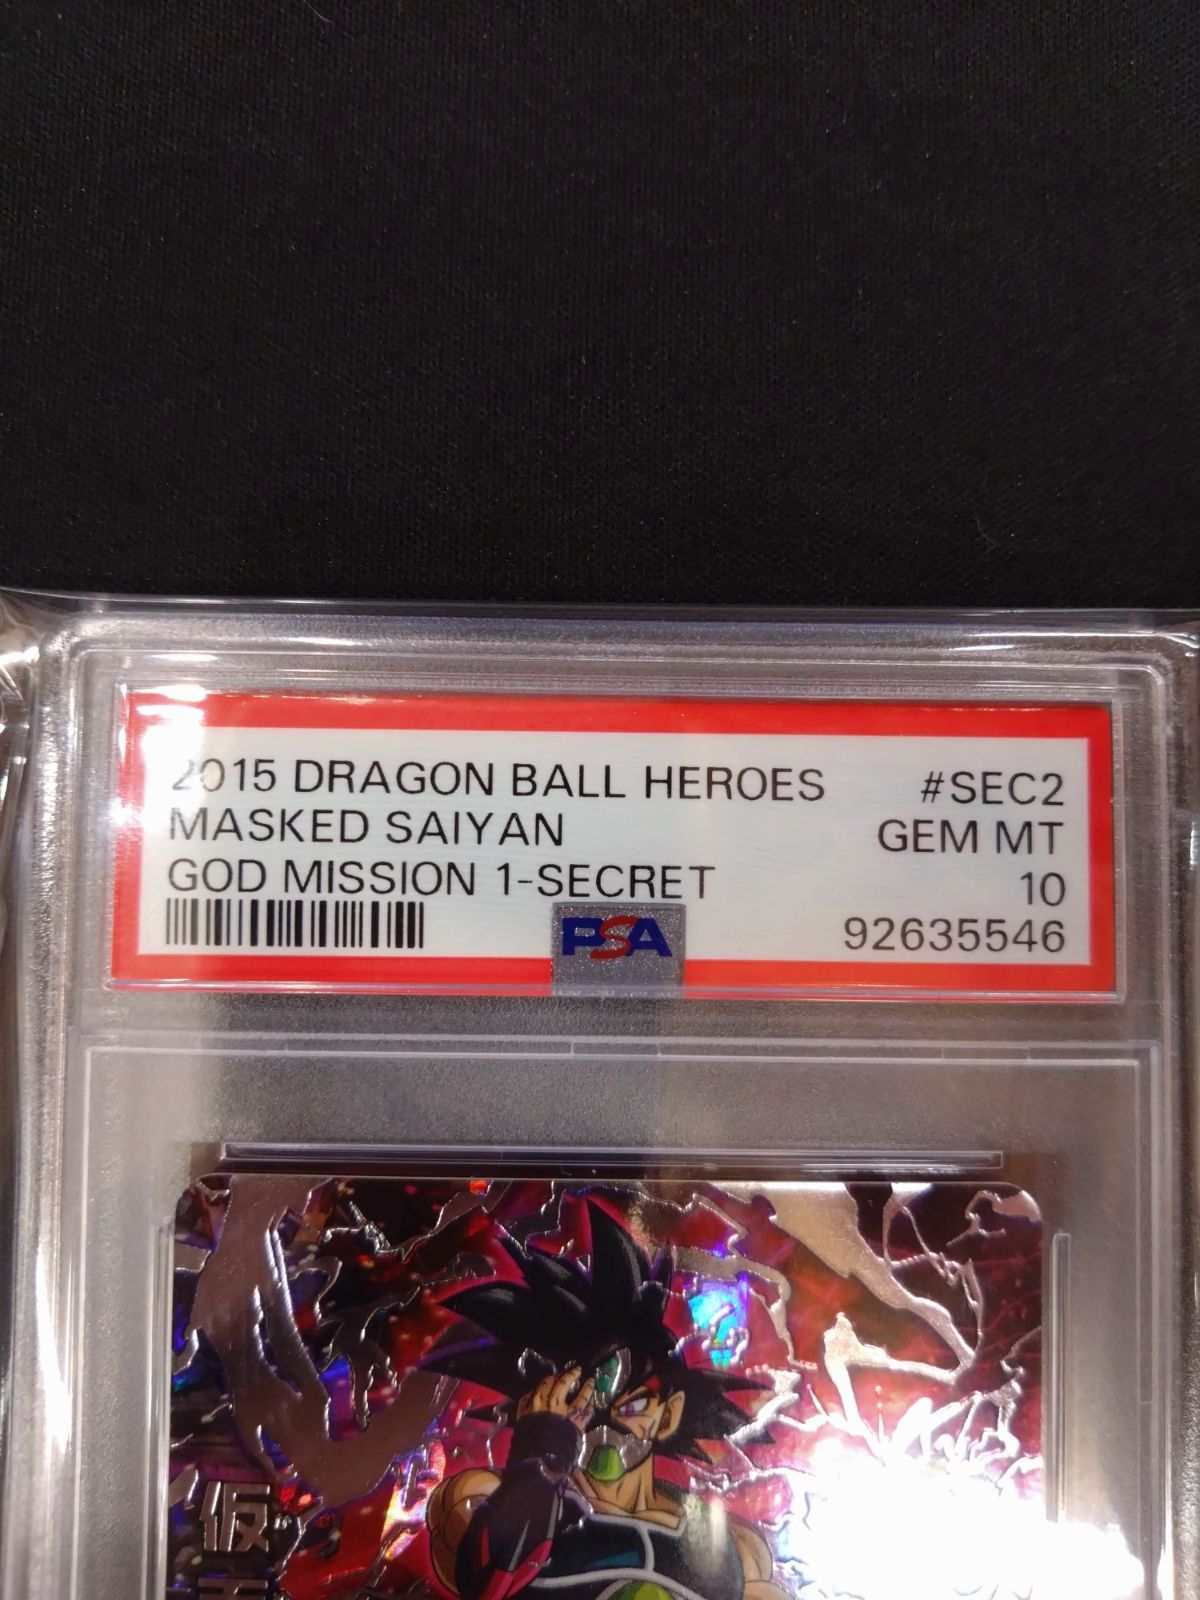 2015 DRAGON BALL HEROES #SEC2
MASKED SAIYAN GEM MT
GOD MISSION 1-SECRET 10
PSA 92635546
仮